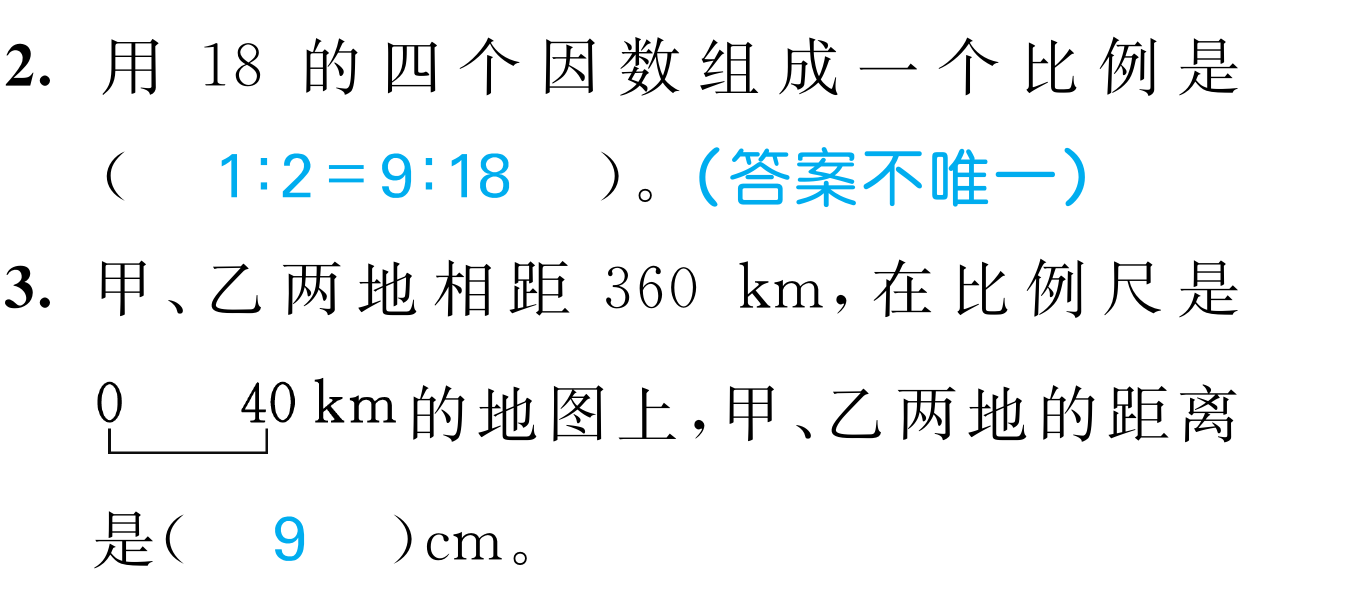 2. 用 18 的四个因数组成一个比例是
( 1∶2=9∶18 )。(答案不唯一)
3. 甲、乙两地相距 360 km,在比例尺是
0 40 km的地图上,甲、乙两地的距离
是( 9 )cm。